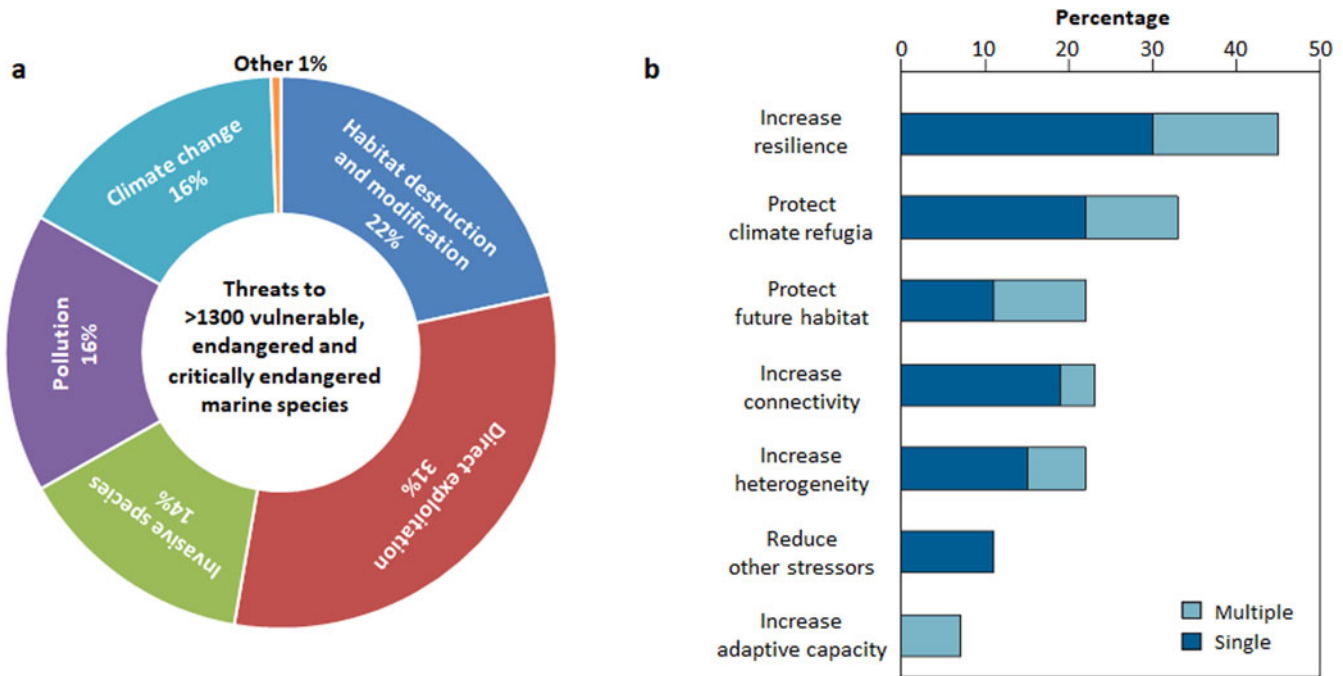 a
Other 1%
Habitat destruction
and modification
22%
Direct exploitation
31%
Invasive species
14%
Pollution
16%
Climate change
16%
Threats to
>1300 vulnerable,
endangered and
critically endangered
marine species
b
Percentage
0 10 20 30 40 50
Increase
resilience
Protect
climate refugia
Protect
future habitat
Increase
connectivity
Increase
heterogeneity
Reduce
other stressors
Increase
adaptive capacity
Multiple
Single